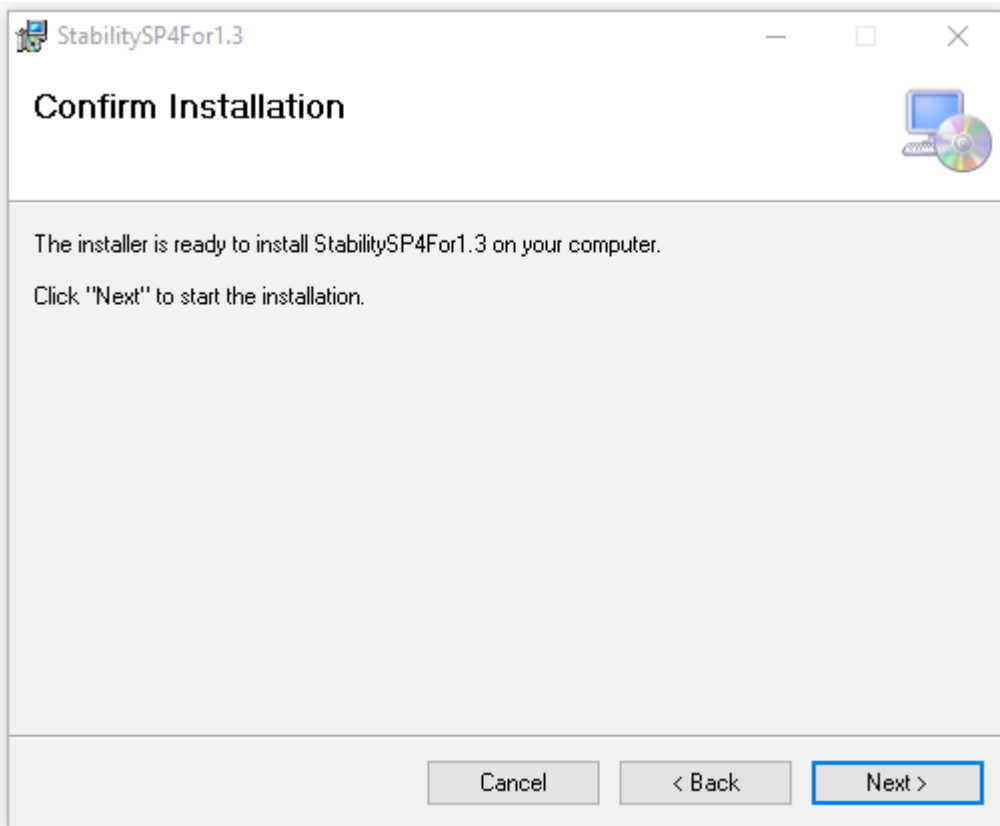 StabilitySP4For1.3
Confirm Installation
The installer is ready to install StabilitySP4For1.3 on your computer.
Click "Next" to start the installation.
Cancel
< Back
Next >